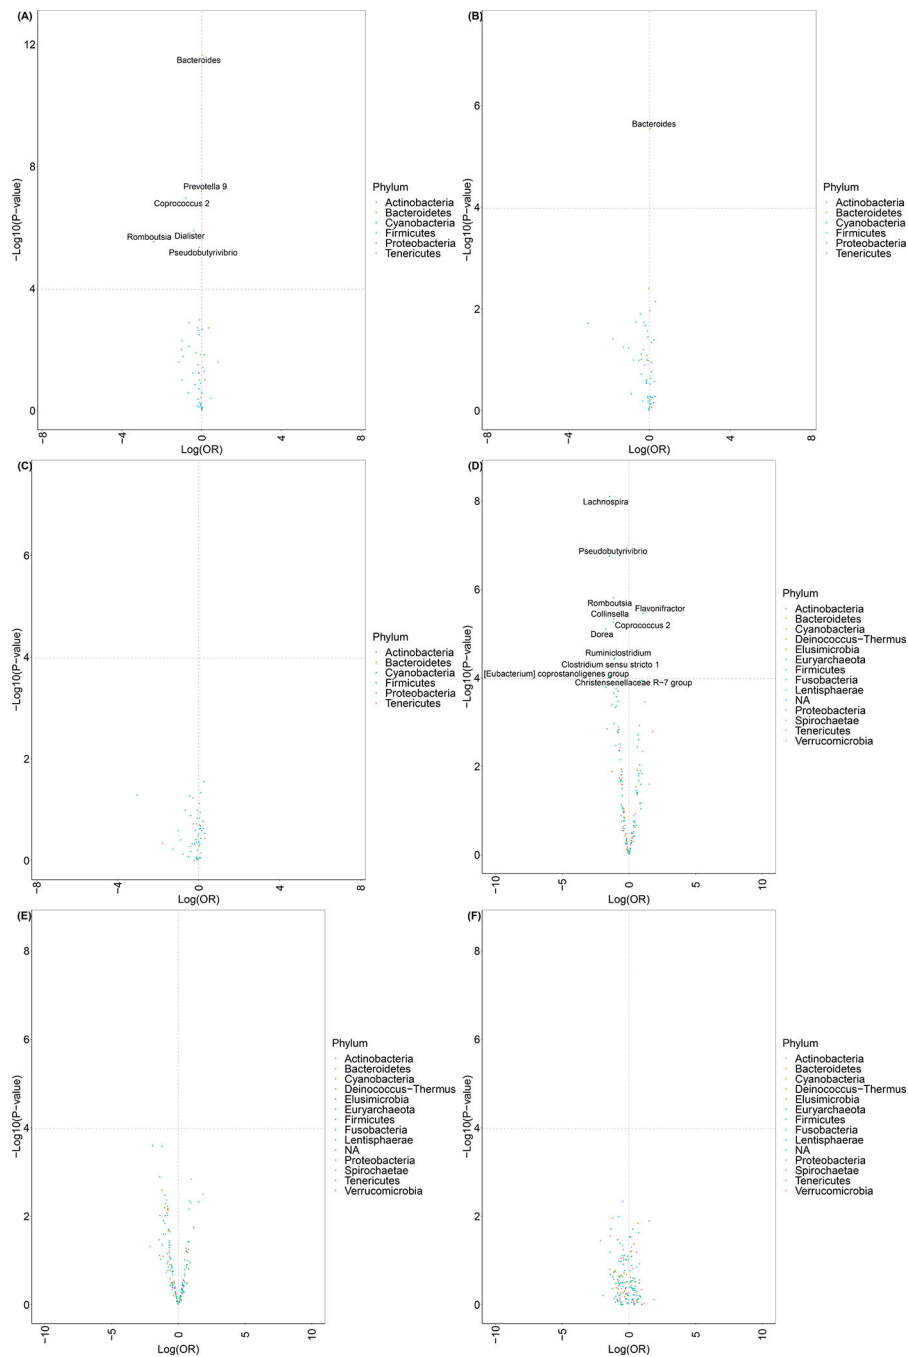 (A)
12
8
4
0
−Log10(P−value)
Bacteroides
Prevotella 9
Coprococcus 2
Romboutsia
Dialister
Pseudobutyrivibrio
−8
−4
0
4
8
Log(OR)
Phylum
Actinobacteria
Bacteroidetes
Cyanobacteria
Firmicutes
Proteobacteria
Tenericutes
(B)
6
4
2
0
−Log10(P−value)
Bacteroides
−8
−4
0
4
8
Log(OR)
Phylum
Actinobacteria
Bacteroidetes
Cyanobacteria
Firmicutes
Proteobacteria
Tenericutes
(C)
6
4
2
0
−Log10(P−value)
−8
−4
0
4
8
Log(OR)
Phylum
Actinobacteria
Bacteroidetes
Cyanobacteria
Firmicutes
Proteobacteria
Tenericutes
(D)
8
6
4
2
0
−Log10(P−value)
Lachnospira
Pseudobutyrivibrio
Romboutsia
Flavonifractor
Collinsella
Coprococcus 2
Dorea
Ruminiclostridium
Clostridium sensu stricto 1
[Eubacterium] coprostanoligenes group
Christensenellaceae R−7 group
−10
−5
0
5
10
Log(OR)
Phylum
Actinobacteria
Bacteroidetes
Cyanobacteria
Deinococcus−Thermus
Elusimicrobia
Euryarchaeota
Firmicutes
Fusobacteria
Lentisphaerae
NA
Proteobacteria
Spirochaetae
Tenericutes
Verrucomicrobia
(E)
8
6
4
2
0
−Log10(P−value)
−10
−5
0
5
10
Log(OR)
Phylum
Actinobacteria
Bacteroidetes
Cyanobacteria
Deinococcus−Thermus
Elusimicrobia
Euryarchaeota
Firmicutes
Fusobacteria
Lentisphaerae
NA
Proteobacteria
Spirochaetae
Tenericutes
Verrucomicrobia
(F)
8
6
4
2
0
−Log10(P−value)
−10
−5
0
5
10
Log(OR)
Phylum
Actinobacteria
Bacteroidetes
Cyanobacteria
Deinococcus−Thermus
Elusimicrobia
Euryarchaeota
Firmicutes
Fusobacteria
Lentisphaerae
NA
Proteobacteria
Spirochaetae
Tenericutes
Verrucomicrobia